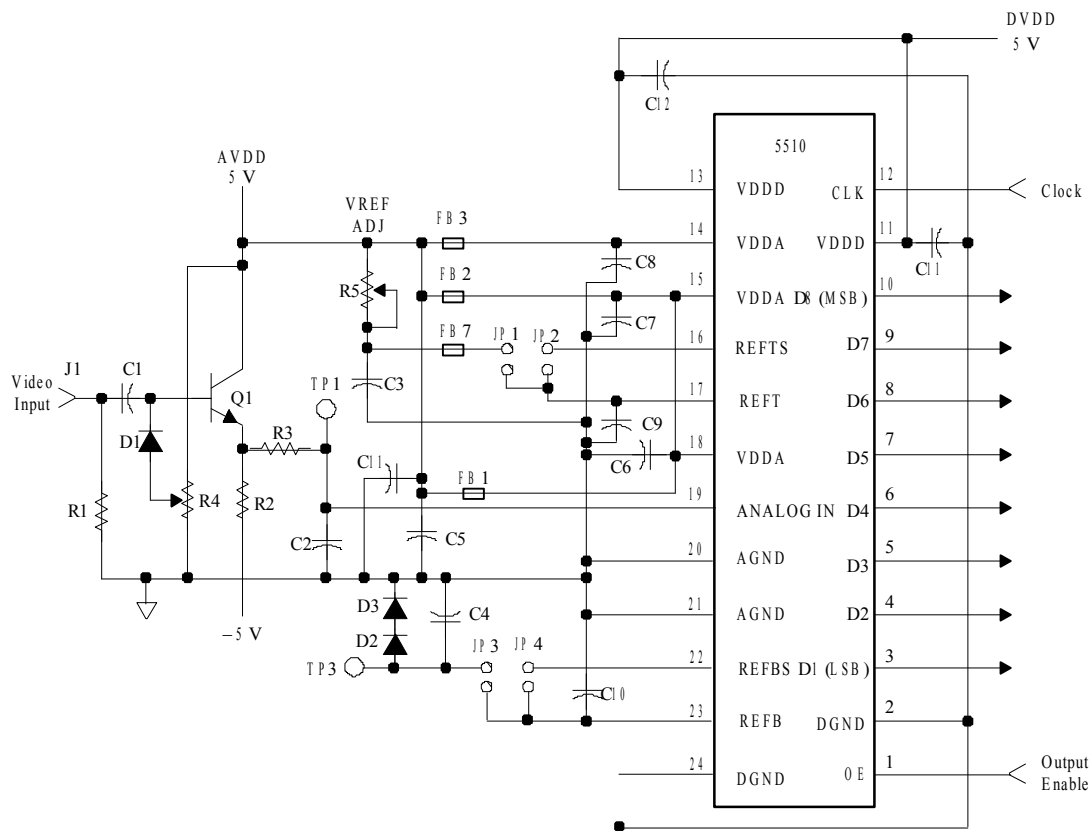 DVDD
5 V
C12
5510
AVDD
5 V
13
VDDD
CLK
12
Clock
VREF
ADJ
FB 3
14
VDDA
VDDD
11
C11
C8
R5
FB 2
15
VDDA
D8 (MSB)
10
C7
FB 7
JP 1
JP 2
16
REFTS
D7
9
J1
Video
Input
C1
Q1
C3
TP1
17
REFT
D6
8
D1
R3
C9
C6
18
VDDA
D5
7
C11
FB 1
R1
R4
R2
19
ANALOG IN
D4
6
C2
C5
20
AGND
D3
5
D3
C4
21
AGND
D2
4
–5 V
D2
JP 3
JP 4
TP3
22
REFBS
D1 (LSB)
3
C10
23
REFB
DGND
2
24
DGND
OE
1
Output
Enable